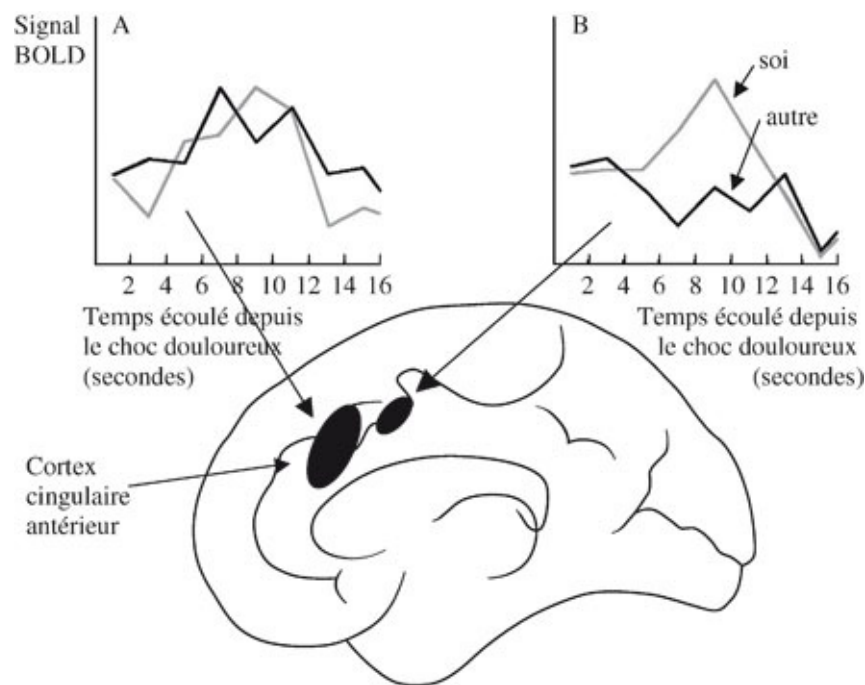 Signal
BOLD
A
2 4 6 8 10 12 14 16
Temps écoulé depuis
le choc douloureux
(secondes)
B
soi
autre
2 4 6 8 10 12 14 16
Temps écoulé depuis
le choc douloureux
(secondes)
Cortex
cingulaire
antérieur